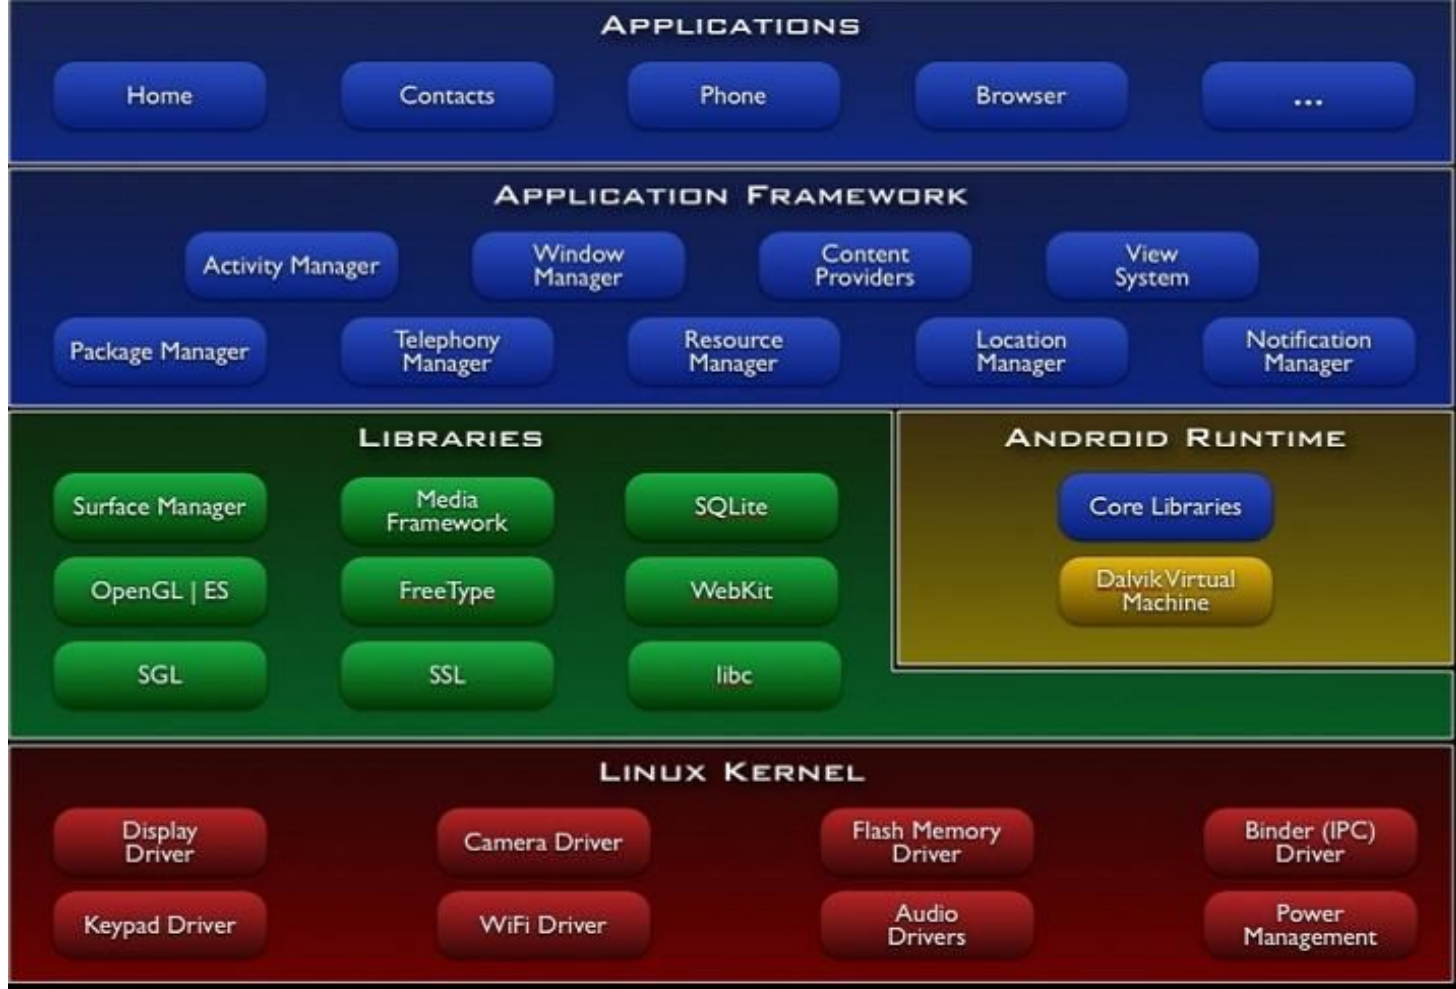 APPLICATIONS
Home
Contacts
Phone
Browser
...
APPLICATION FRAMEWORK
Activity Manager
Window
Manager
Content
Providers
View
System
Package Manager
Telephony
Manager
Resource
Manager
Location
Manager
Notification
Manager
LIBRARIES
Surface Manager
Media
Framework
SQLite
OpenGL | ES
FreeType
WebKit
SGL
SSL
libc
ANDROID RUNTIME
Core Libraries
Dalvik Virtual
Machine
LINUX KERNEL
Display
Driver
Camera Driver
Flash Memory
Driver
Binder (IPC)
Driver
Keypad Driver
WiFi Driver
Audio
Drivers
Power
Management